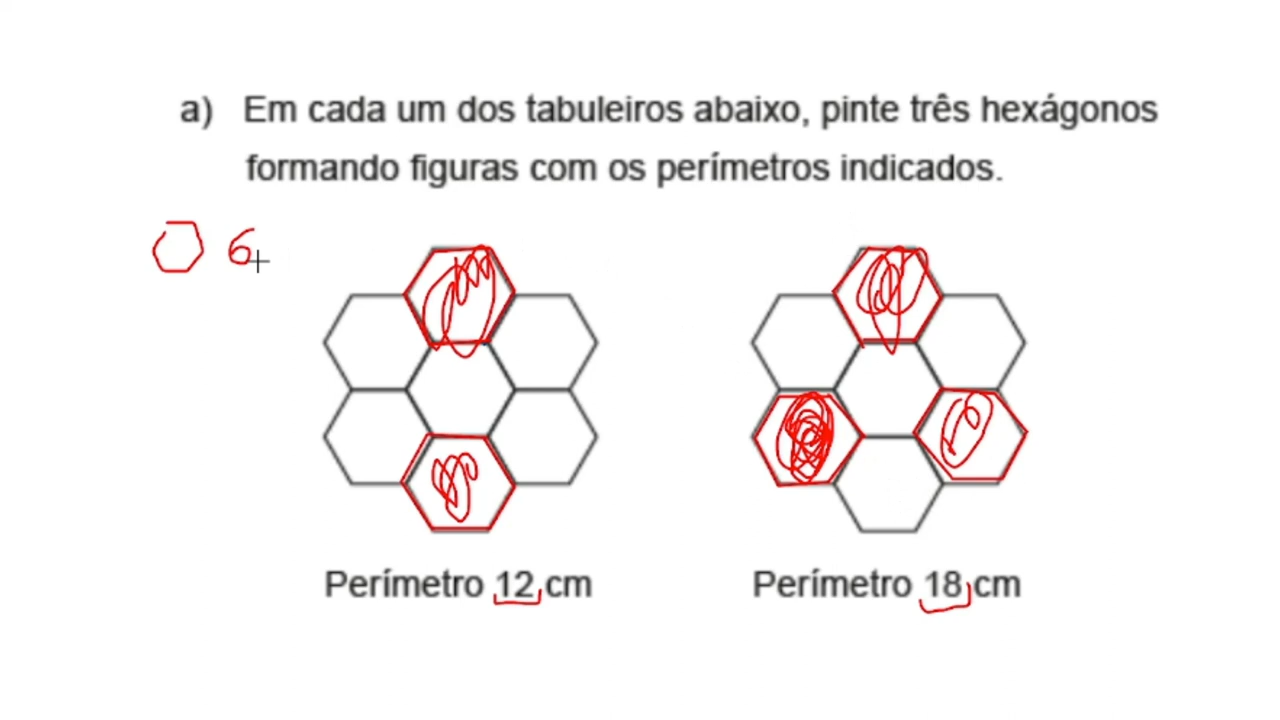 a) Em cada um dos tabuleiros abaixo, pinte três hexágonos
formando figuras com os perímetros indicados.
6
Perímetro 12 cm
Perímetro 18 cm